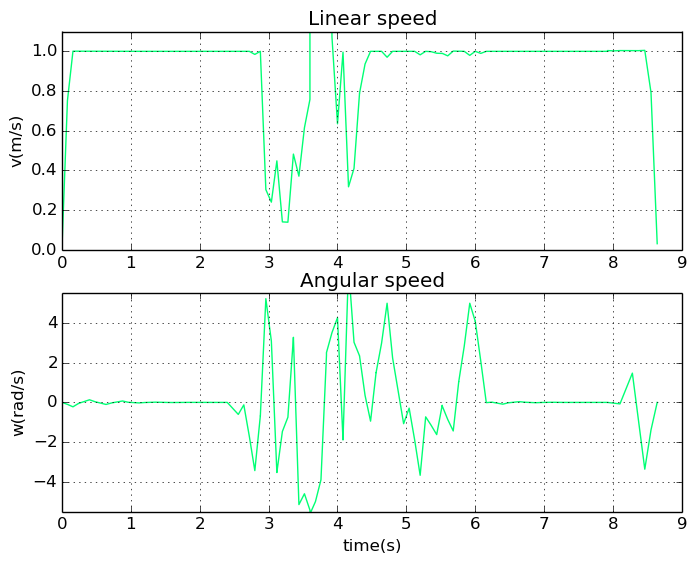 Linear speed
1.0
0.8
0.6
0.4
0.2
0.0
v(m/s)
0 1 2 3 4 5 6 7 8 9
Angular speed
4
2
0
−2
−4
w(rad/s)
0 1 2 3 4 5 6 7 8 9
time(s)